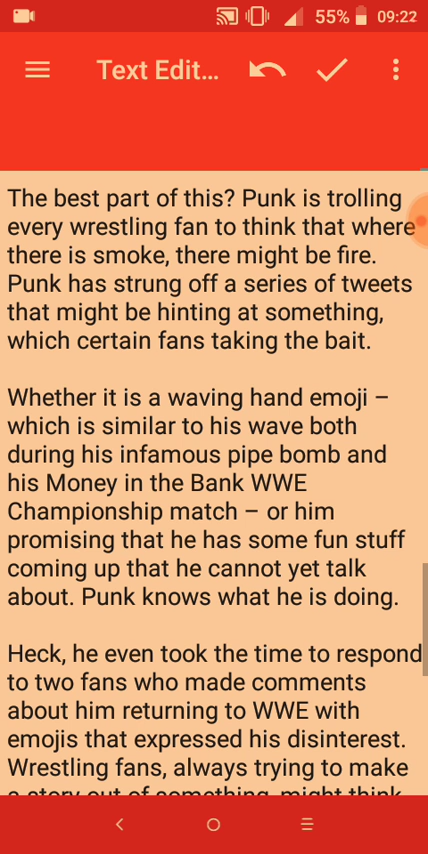 55% 09:22
Text Edit...
The best part of this? Punk is trolling
every wrestling fan to think that where
there is smoke, there might be fire.
Punk has strung off a series of tweets
that might be hinting at something,
which certain fans taking the bait.
Whether it is a waving hand emoji –
which is similar to his wave both
during his infamous pipe bomb and
his Money in the Bank WWE
Championship match – or him
promising that he has some fun stuff
coming up that he cannot yet talk
about. Punk knows what he is doing.
Heck, he even took the time to respond
to two fans who made comments
about him returning to WWE with
emojis that expressed his disinterest.
Wrestling fans, always trying to make
a story out of something, might think